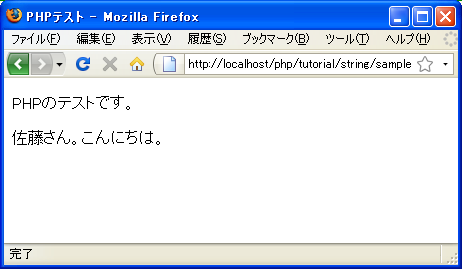 PHPテスト - Mozilla Firefox
ファイル(F) 編集(E) 表示(V) 履歴(S) ブックマーク(B) ツール(T) ヘルプ(H)
http://localhost/php/tutorial/string/sample
PHPのテストです。
佐藤さん。こんにちは。
完了